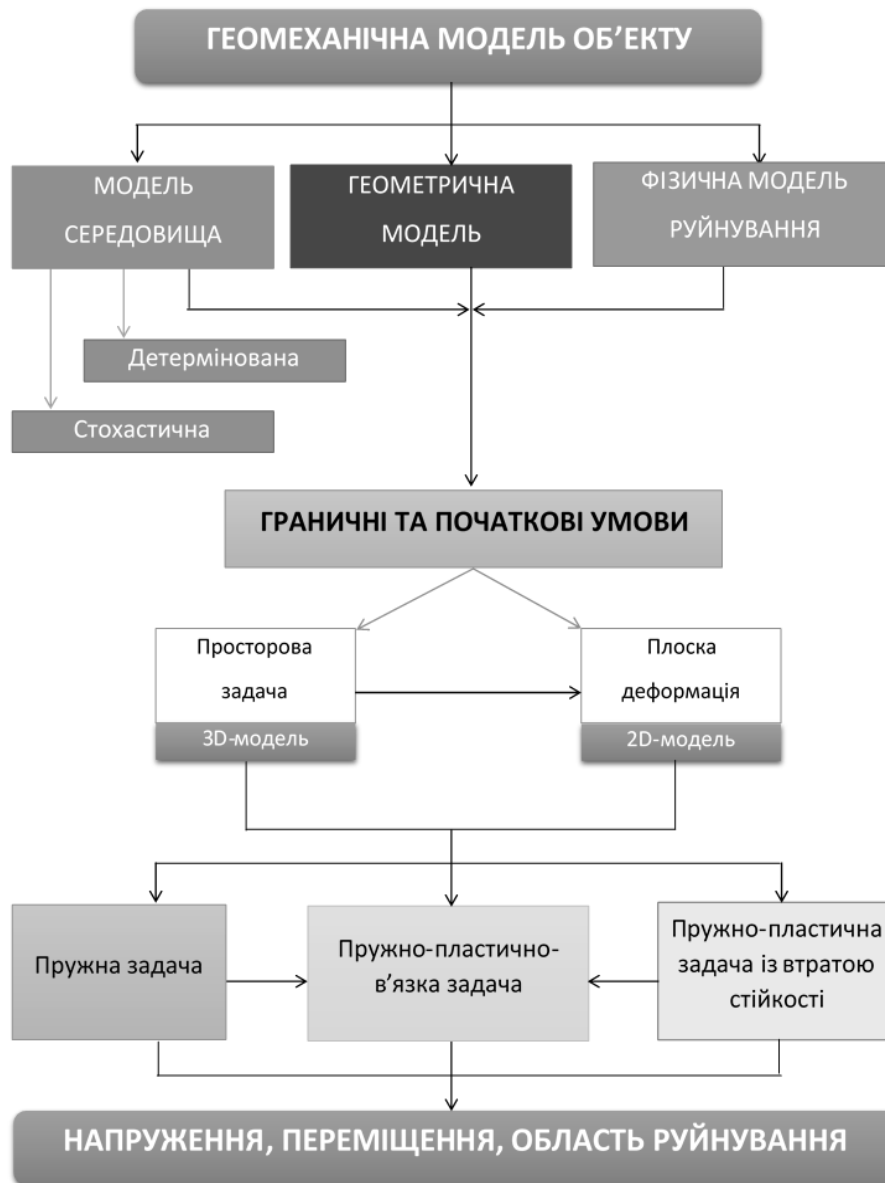 ГЕОМЕХАНІЧНА МОДЕЛЬ ОБ’ЄКТУ
МОДЕЛЬ
СЕРЕДОВИЩА
ГЕОМЕТРИЧНА
МОДЕЛЬ
ФІЗИЧНА МОДЕЛЬ
РУЙНУВАННЯ
Детермінована
Стохастична
ГРАНИЧНІ ТА ПОЧАТКОВІ УМОВИ
Просторова
задача
3D-модель
Плоска
деформація
2D-модель
Пружна задача
Пружно-пластично-
в’язка задача
Пружно-пластична
задача із втратою
стійкості
НАПРУЖЕННЯ, ПЕРЕМІЩЕННЯ, ОБЛАСТЬ РУЙНУВАННЯ